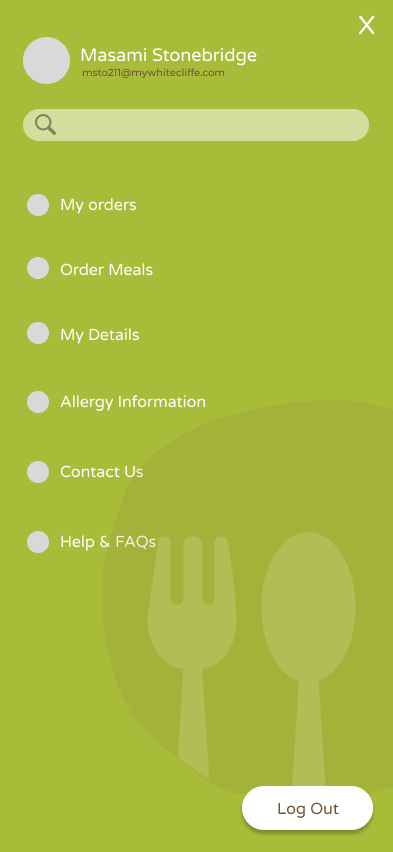 X
Masami Stonebridge
msto211@mywhitecliffe.com
My orders
Order Meals
My Details
Allergy Information
Contact Us
Help & FAQs
Log Out